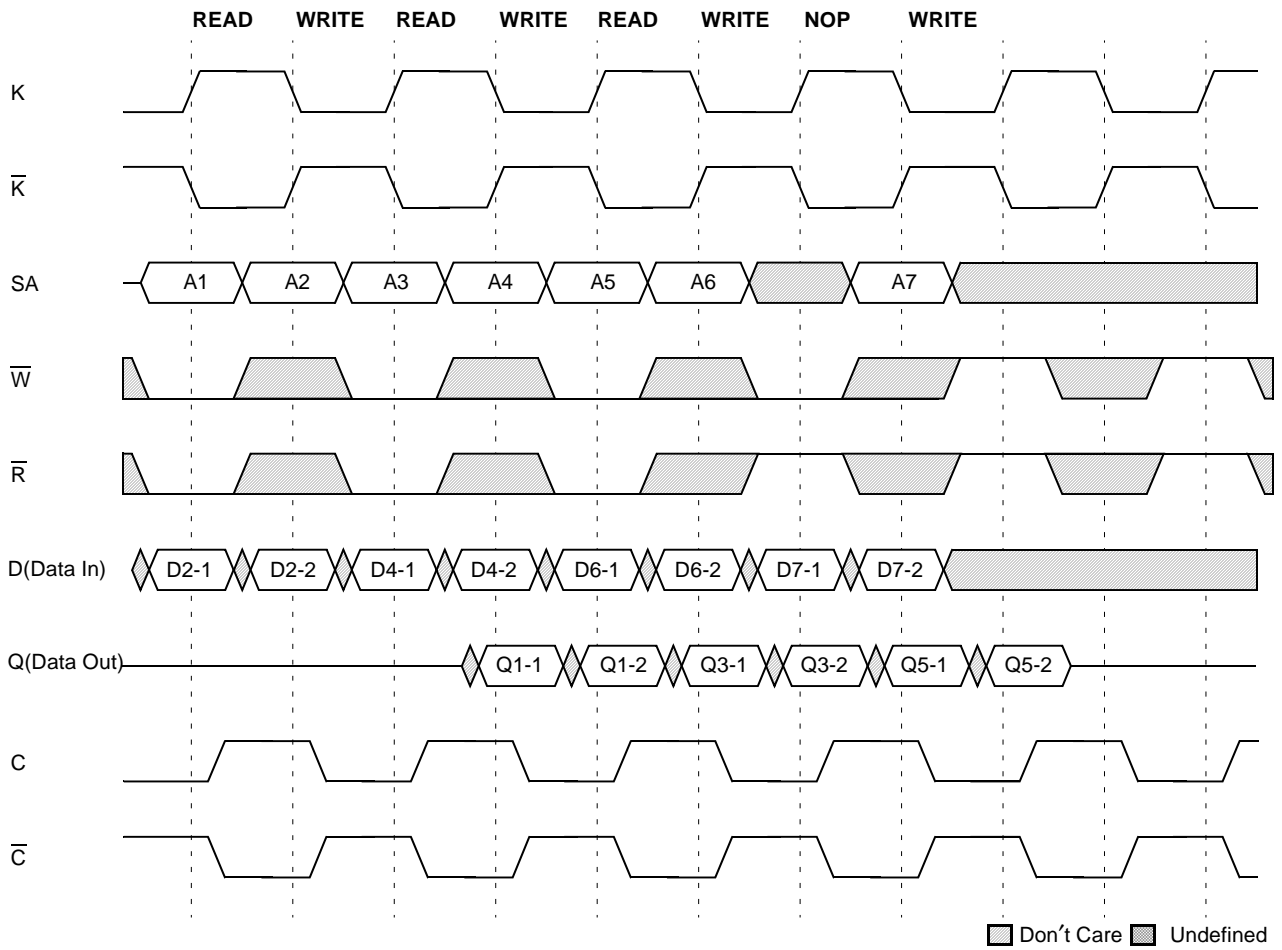 READ WRITE READ WRITE READ WRITE NOP WRITE
K
K̅
SA A1 A2 A3 A4 A5 A6 A7
W̅
R̅
D(Data In) D2-1 D2-2 D4-1 D4-2 D6-1 D6-2 D7-1 D7-2
Q(Data Out) Q1-1 Q1-2 Q3-1 Q3-2 Q5-1 Q5-2
C
C̅
Don′t Care Undefined